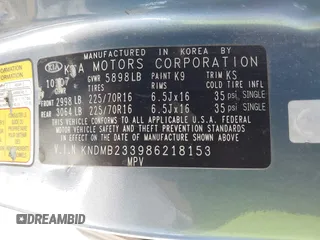 MANUFACTURED IN KOREA BY
KIA KIA MOTORS CORPORATION
10 07 GVWR 5898LB PAINT K9 TRIM KS
TIRES RIMS COLD TIRE INFL
FRONT 2998 LB 225/70R16 6.5Jx16 35 psi, SINGLE
REAR 3064 LB 225/70R16 6.5Jx16 35 psi, SINGLE
THIS VEHICLE CONFORMS TO ALL APPLICABLE FEDERAL
MOTOR VEHICLE SAFETY STANDARDS IN
EFFECT ON THE DATE OF MANUFACTURE
SHOWN ABOVE.
V.I.N KNDMB233986218153
MPV
DREAMBID